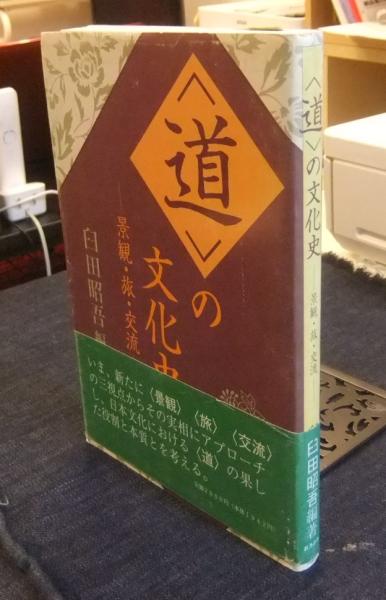 〈道〉の
文化史
景観・旅・交流
臼田昭吾 編
いま、新たに〈景観〉〈旅〉〈交流〉
の三視点からその実相にアプローチ
し、日本文化における〈道〉の果し
た役割と本質とを考える。
〈道〉の文化史
景観・旅・交流
臼田昭吾編著